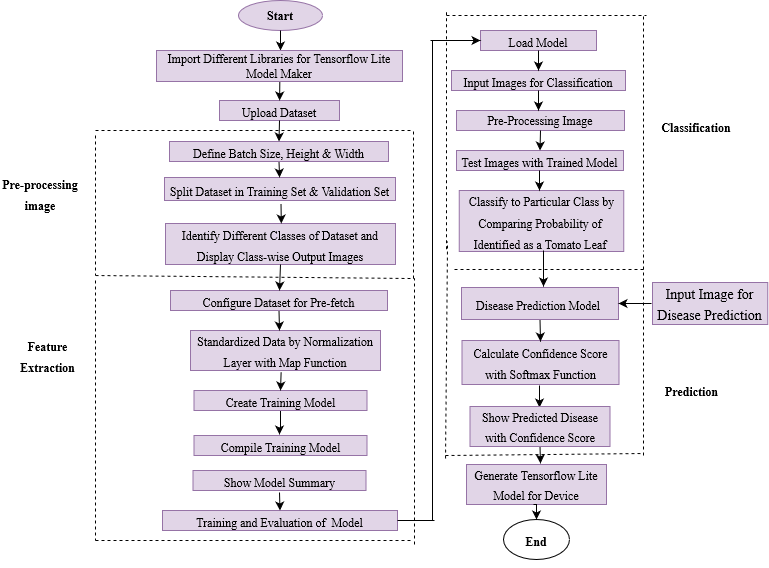 Start
Import Different Libraries for Tensorflow Lite
Model Maker
Upload Dataset
Pre-processing
image
Define Batch Size, Height & Width
Split Dataset in Training Set & Validation Set
Identify Different Classes of Dataset and
Display Class-wise Output Images
Feature
Extraction
Configure Dataset for Pre-fetch
Standardized Data by Normalization
Layer with Map Function
Create Training Model
Compile Training Model
Show Model Summary
Training and Evaluation of Model
Load Model
Input Images for Classification
Pre-Processing Image
Test Images with Trained Model
Classify to Particular Class by
Comparing Probability of
Identified as a Tomato Leaf
Classification
Disease Prediction Model
Input Image for
Disease Prediction
Calculate Confidence Score
with Softmax Function
Show Predicted Disease
with Confidence Score
Prediction
Generate Tensorflow Lite
Model for Device
End